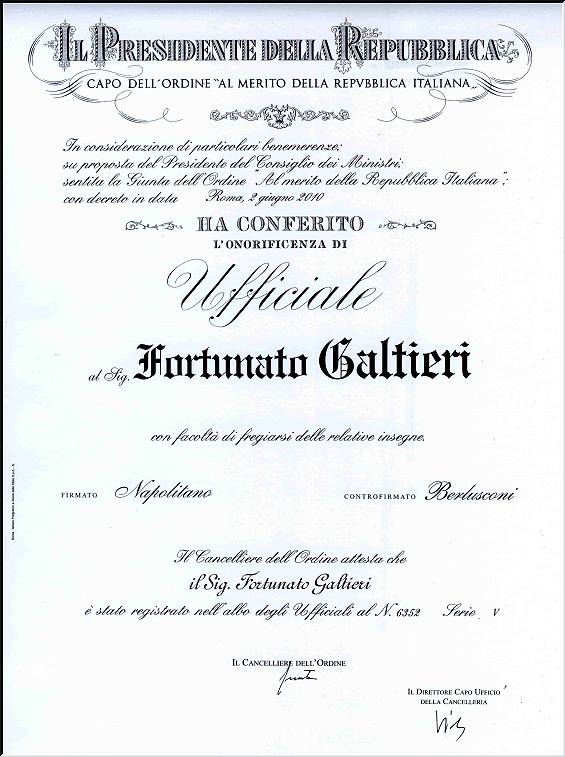 IL PRESIDENTE DELLA REPUBBLICA
CAPO DELL'ORDINE "AL MERITO DELLA REPVBBLICA ITALIANA„
In considerazione di particolari benemerenze;
su proposta del Presidente del Consiglio dei Ministri;
sentita la Giunta dell'Ordine "Al merito della Repubblica Italiana";
con decreto in data Roma, 2 giugno 2010
HA CONFERITO
L'ONORIFICENZA DI
Ufficiale
al Sig. Fortunato Galtieri
con facoltà di fregiarsi delle relative insegne.
FIRMATO Napolitano CONTROFIRMATO Berlusconi
Il Cancelliere dell'Ordine attesta che
il Sig. Fortunato Galtieri
è stato registrato nell'albo degli Ufficiali al N. 6352 Serie V
IL CANCELLIERE DELL'ORDINE
IL DIRETTORE CAPO UFFICIO
DELLA CANCELLERIA